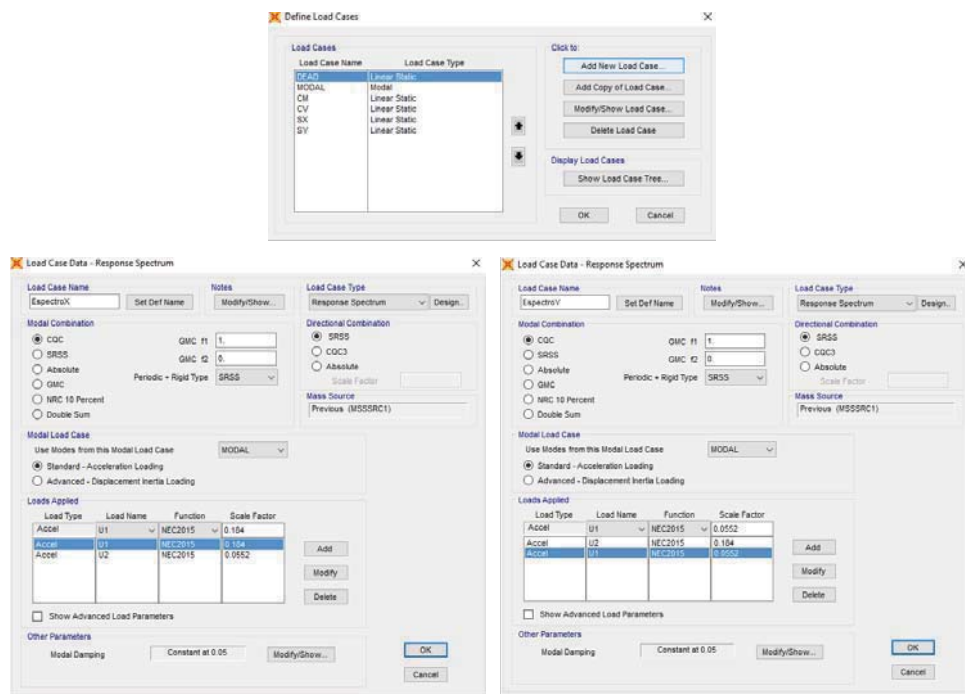 Define Load Cases
Load Cases
Load Case Name Load Case Type
DEAD Linear Static
MODAL Modal
CM Linear Static
CV Linear Static
SX Linear Static
SY Linear Static
Click to:
Add New Load Case...
Add Copy of Load Case...
Modify/Show Load Case...
Delete Load Case
Display Load Cases
Show Load Case Tree...
OK Cancel
Load Case Data - Response Spectrum
Load Case Name Notes Load Case Type
EspectroX Set Def Name Modify/Show... Response Spectrum Design..
Modal Combination Directional Combination
CQC GMC f1 1. SRSS
SRSS GMC f2 0. CQC3
Absolute Periodic + Rigid Type SRSS Absolute
GMC Scale Factor
NRC 10 Percent Mass Source
Double Sum Previous (MSSSRC1)
Modal Load Case
Use Modes from this Modal Load Case MODAL
Standard - Acceleration Loading
Advanced - Displacement Inertia Loading
Loads Applied
Load Type Load Name Function Scale Factor
Accel U1 NEC2015 0.184
Accel U1 NEC2015 0.184
Accel U2 NEC2015 0.0552
Add
Modify
Delete
Show Advanced Load Parameters
Other Parameters
Modal Damping Constant at 0.05 Modify/Show...
OK
Cancel
Load Case Data - Response Spectrum
Load Case Name Notes Load Case Type
EspectroY Set Def Name Modify/Show... Response Spectrum Design..
Modal Combination Directional Combination
CQC GMC f1 1. SRSS
SRSS GMC f2 0. CQC3
Absolute Periodic + Rigid Type SRSS Absolute
GMC Scale Factor
NRC 10 Percent Mass Source
Double Sum Previous (MSSSRC1)
Modal Load Case
Use Modes from this Modal Load Case MODAL
Standard - Acceleration Loading
Advanced - Displacement Inertia Loading
Loads Applied
Load Type Load Name Function Scale Factor
Accel U1 NEC2015 0.0552
Accel U2 NEC2015 0.184
Accel U1 NEC2015 0.0552
Add
Modify
Delete
Show Advanced Load Parameters
Other Parameters
Modal Damping Constant at 0.05 Modify/Show...
OK
Cancel